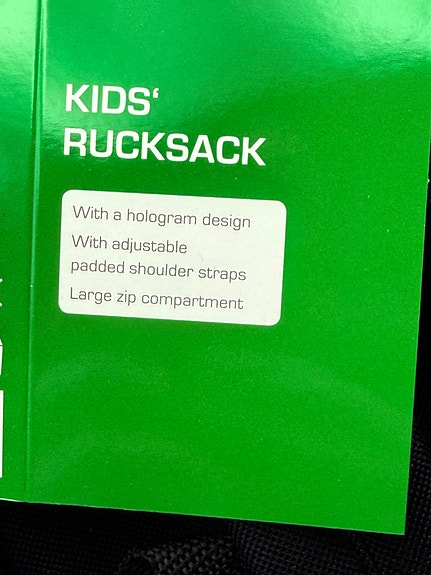 KIDS‘
RUCKSACK
With a hologram design
With adjustable
padded shoulder straps
Large zip compartment